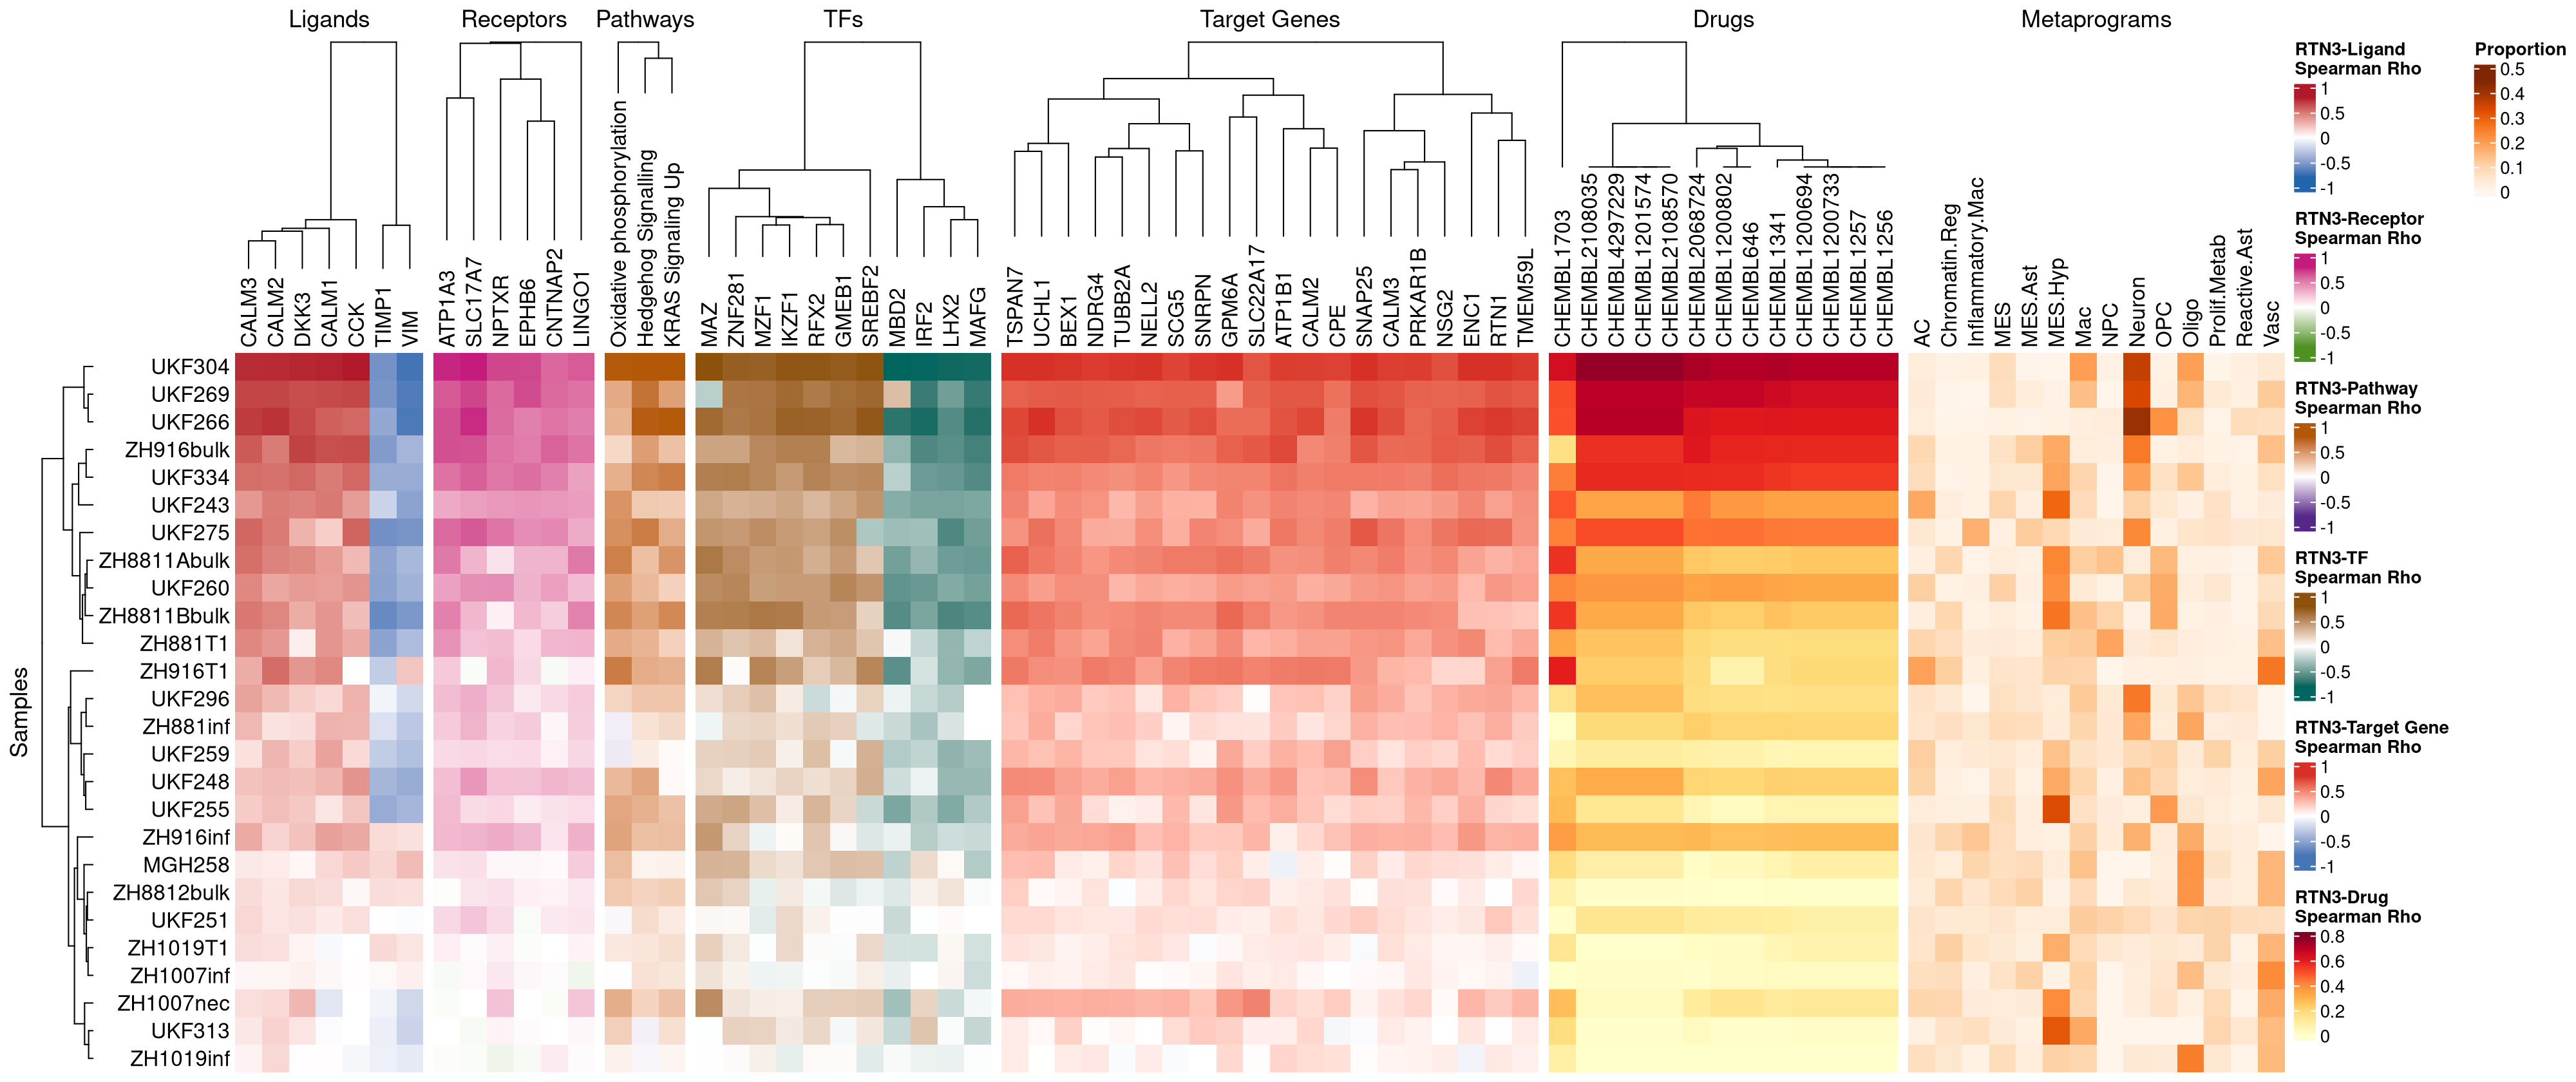 Ligands
Receptors
Pathways
TFs
Target Genes
Drugs
Metaprograms
CALM3
CALM2
DKK3
CALM1
CCK
TIMP1
VIM
ATP1A3
SLC17A7
NPTXR
EPHB6
CNTNAP2
LINGO1
Oxidative phosphorylation
Hedgehog Signalling
KRAS Signaling Up
MAZ
ZNF281
MZF1
IKZF1
RFX2
GMEB1
SREBF2
MBD2
IRF2
LHX2
MAFG
TSPAN7
UCHL1
BEX1
NDRG4
TUBB2A
NELL2
SCG5
SNRPN
GPM6A
SLC22A17
ATP1B1
CALM2
CPE
SNAP25
CALM3
PRKAR1B
NSG2
ENC1
RTN1
TMEM59L
CHEMBL1703
CHEMBL2108035
CHEMBL4297229
CHEMBL1201574
CHEMBL2108570
CHEMBL2068724
CHEMBL1200802
CHEMBL646
CHEMBL1341
CHEMBL1200694
CHEMBL1200733
CHEMBL1257
CHEMBL1256
AC
Chromatin.Reg
Inflammatory.Mac
MES
MES.Ast
MES.Hyp
Mac
NPC
Neuron
OPC
Oligo
Prolif.Metab
Reactive.Ast
Vasc
Samples
UKF304
UKF269
UKF266
ZH916bulk
UKF334
UKF243
UKF275
ZH8811Abulk
UKF260
ZH8811Bbulk
ZH881T1
ZH916T1
UKF296
ZH881inf
UKF259
UKF248
UKF255
ZH916inf
MGH258
ZH8812bulk
UKF251
ZH1019T1
ZH1007inf
ZH1007nec
UKF313
ZH1019inf
RTN3-Ligand
Spearman Rho
1
0.5
0
-0.5
-1
RTN3-Receptor
Spearman Rho
1
0.5
0
-0.5
-1
RTN3-Pathway
Spearman Rho
1
0.5
0
-0.5
-1
RTN3-TF
Spearman Rho
1
0.5
0
-0.5
-1
RTN3-Target Gene
Spearman Rho
1
0.5
0
-0.5
-1
RTN3-Drug
Spearman Rho
0.8
0.6
0.4
0.2
0
Proportion
0.5
0.4
0.3
0.2
0.1
0